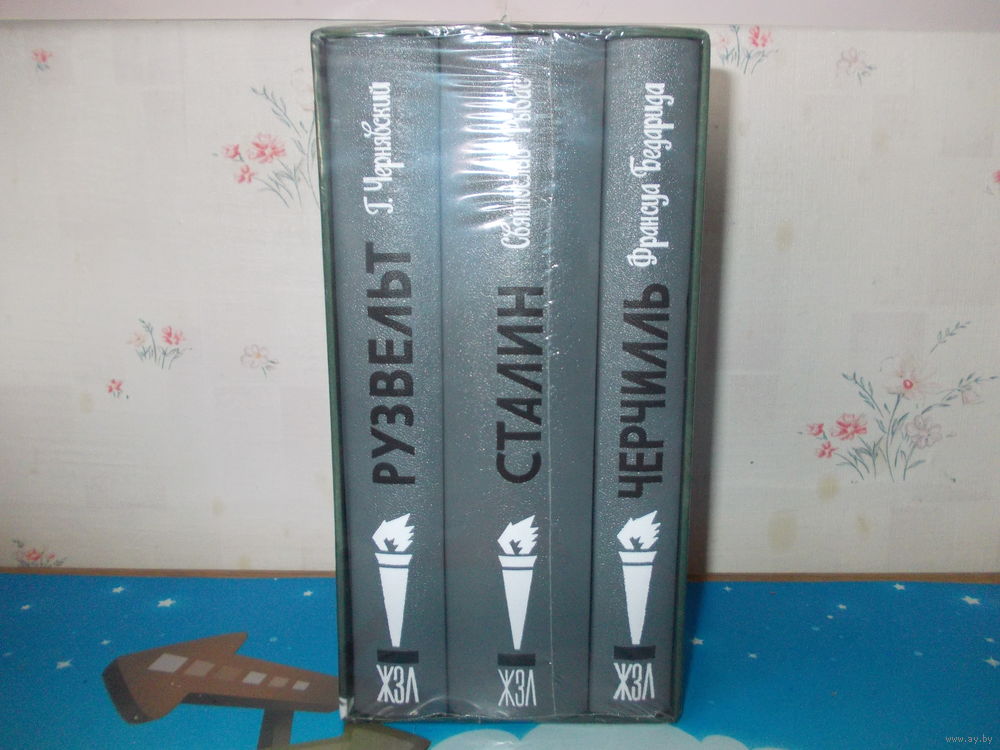 Г. Чернявский
РУЗВЕЛЬТ
ЖЗЛ
Святослав Рыбас
СТАЛИН
ЖЗЛ
Франсуа Бедарида
ЧЕРЧИЛЛЬ
ЖЗЛ
www.ay.by